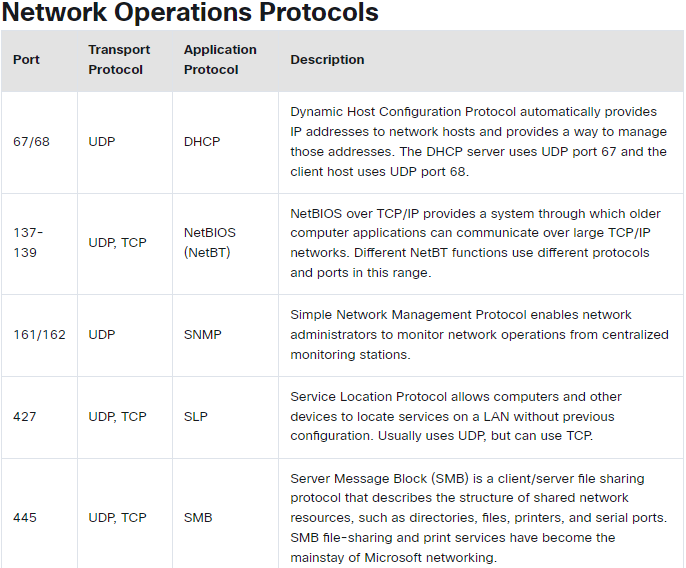 Network Operations Protocols
Port
Transport
Protocol
Application
Protocol
Description
67/68
UDP
DHCP
Dynamic Host Configuration Protocol automatically provides
IP addresses to network hosts and provides a way to manage
those addresses. The DHCP server uses UDP port 67 and the
client host uses UDP port 68.
137-
139
UDP, TCP
NetBIOS
(NetBT)
NetBIOS over TCP/IP provides a system through which older
computer applications can communicate over large TCP/IP
networks. Different NetBT functions use different protocols
and ports in this range.
161/162
UDP
SNMP
Simple Network Management Protocol enables network
administrators to monitor network operations from centralized
monitoring stations.
427
UDP, TCP
SLP
Service Location Protocol allows computers and other
devices to locate services on a LAN without previous
configuration. Usually uses UDP, but can use TCP.
445
UDP, TCP
SMB
Server Message Block (SMB) is a client/server file sharing
protocol that describes the structure of shared network
resources, such as directories, files, printers, and serial ports.
SMB file-sharing and print services have become the
mainstay of Microsoft networking.